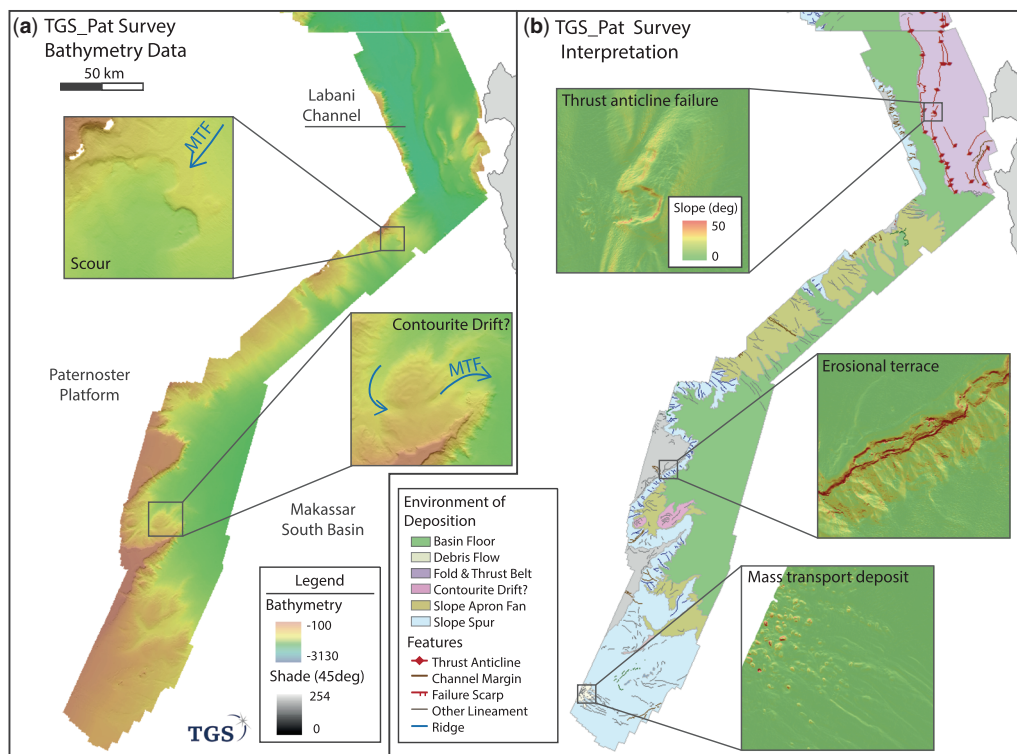 (a) TGS_Pat Survey
Bathymetry Data
50 km
Labani
Channel
MTF
Scour
Contourite Drift?
MTF
Paternoster
Platform
Makassar
South Basin
Legend
Bathymetry
-100
-3130
Shade (45deg)
254
0
TGS
(b) TGS_Pat Survey
Interpretation
Thrust anticline failure
Slope (deg)
50
0
Erosional terrace
Mass transport deposit
Environment of
Deposition
Basin Floor
Debris Flow
Fold & Thrust Belt
Contourite Drift?
Slope Apron Fan
Slope Spur
Features
Thrust Anticline
Channel Margin
Failure Scarp
Other Lineament
Ridge